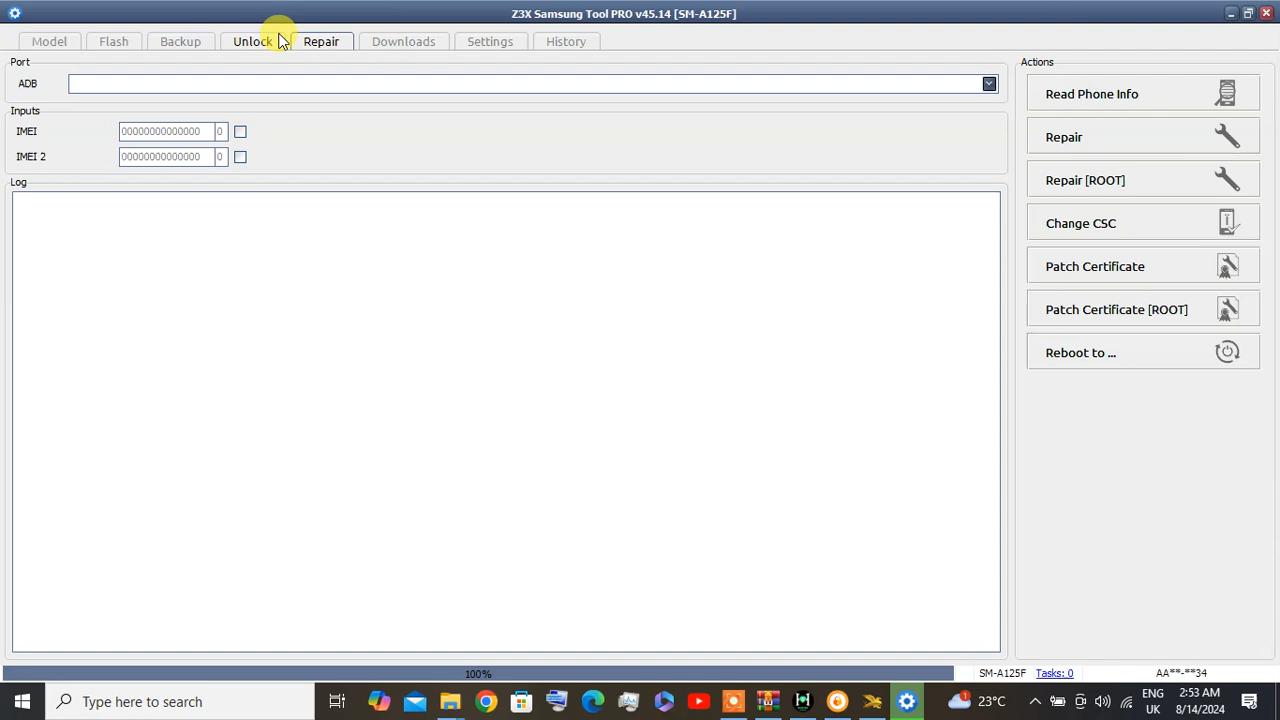 Z3X Samsung Tool PRO v45.14 [SM-A125F]
Model Flash Backup Unlock Repair Downloads Settings History
Port
ADB
Inputs
IMEI 00000000000000 0
IMEI 2 00000000000000 0
Log
Actions
Read Phone Info
Repair
Repair [ROOT]
Change CSC
Patch Certificate
Patch Certificate [ROOT]
Reboot to ...
100% SM-A125F Tasks: 0 AA**-**34
Type here to search
23°C
ENG
UK
2:53 AM
8/14/2024